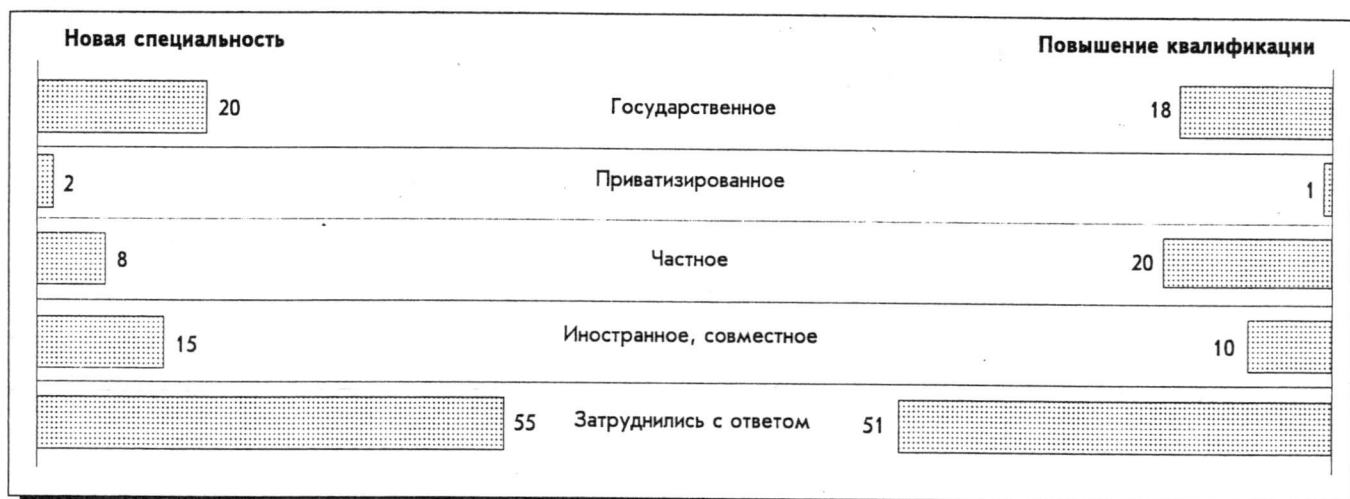 Новая специальность Повышение квалификации
20 Государственное 18
2 Приватизированное 1
8 Частное 20
15 Иностранное, совместное 10
55 Затруднились с ответом 51